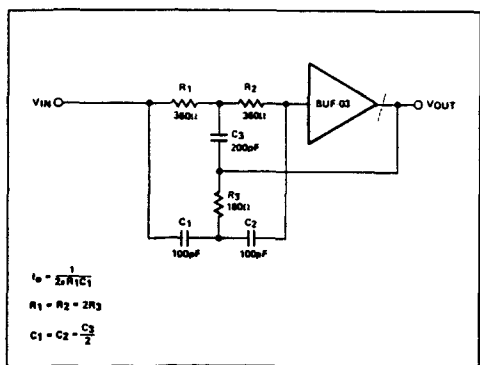 R1 R2
VIN BUF-03 VOUT
360Ω 360Ω
C3
200pF
R3
180Ω
C1 C2
100pF 100pF
fo = 1 / 2πR1C1
R1 = R2 = 2R3
C1 = C2 = C3 / 2